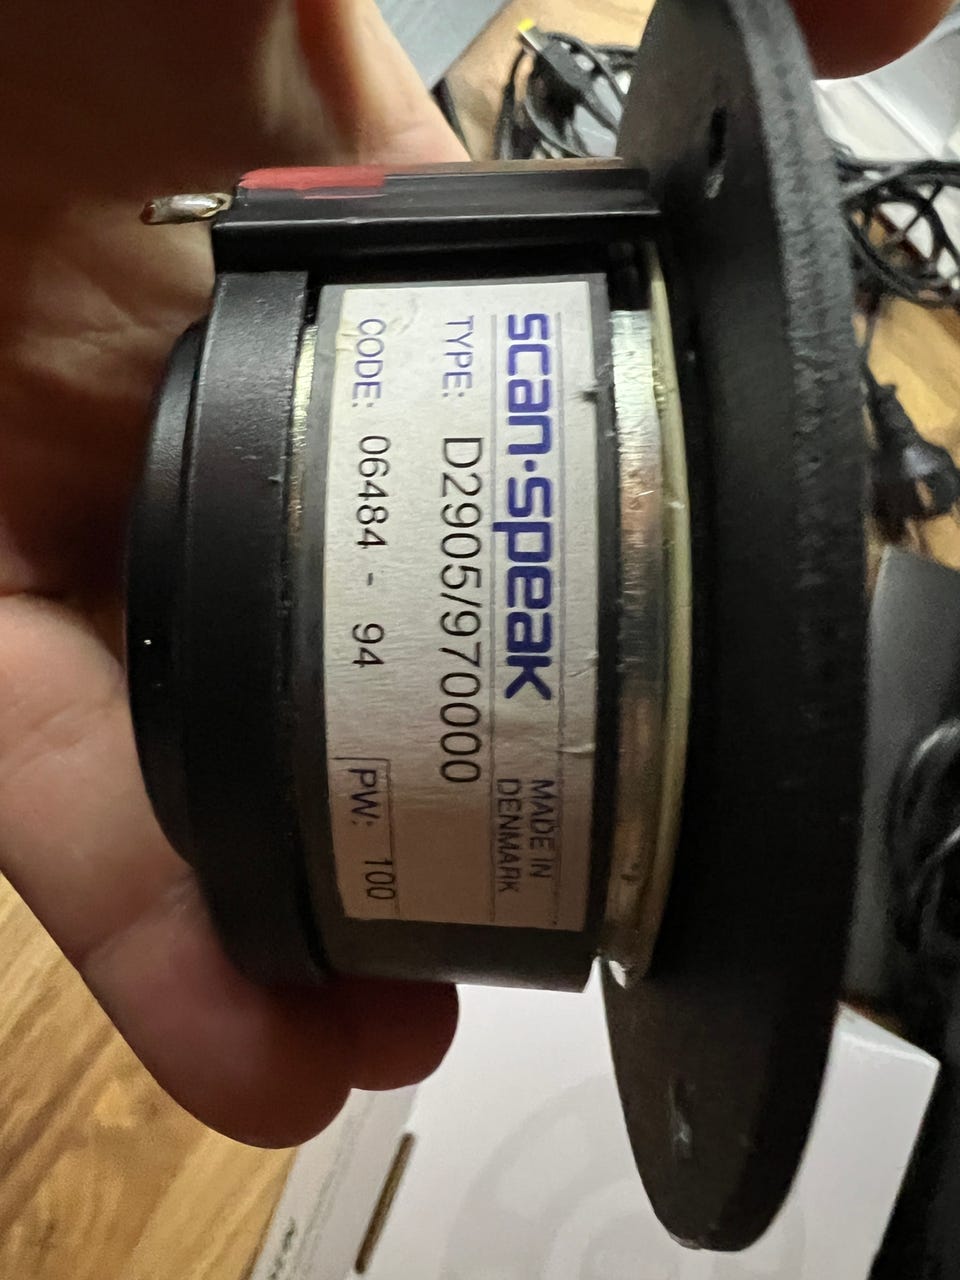 scan·speak
MADE IN
DENMARK
TYPE: D2905/970000
CODE: 06484 - 94
PW: 100